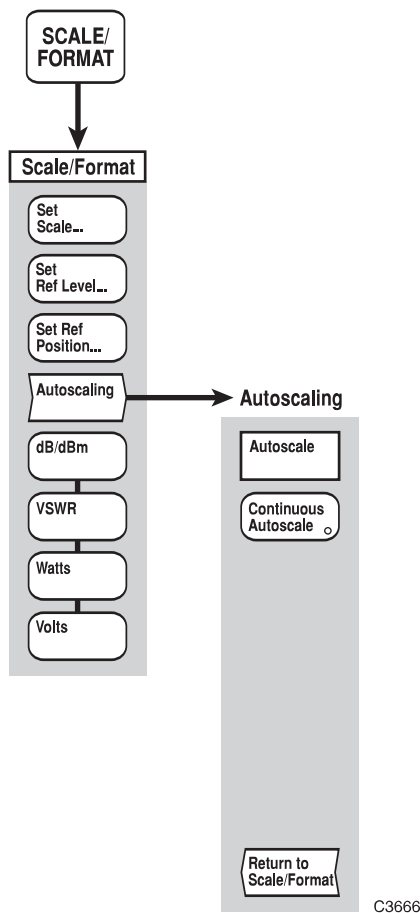 SCALE/
FORMAT
Scale/Format
Set
Scale...
Set
Ref Level...
Set Ref
Position...
Autoscaling
dB/dBm
VSWR
Watts
Volts
Autoscaling
Autoscale
Continuous
Autoscale
Return to
Scale/Format
C3666